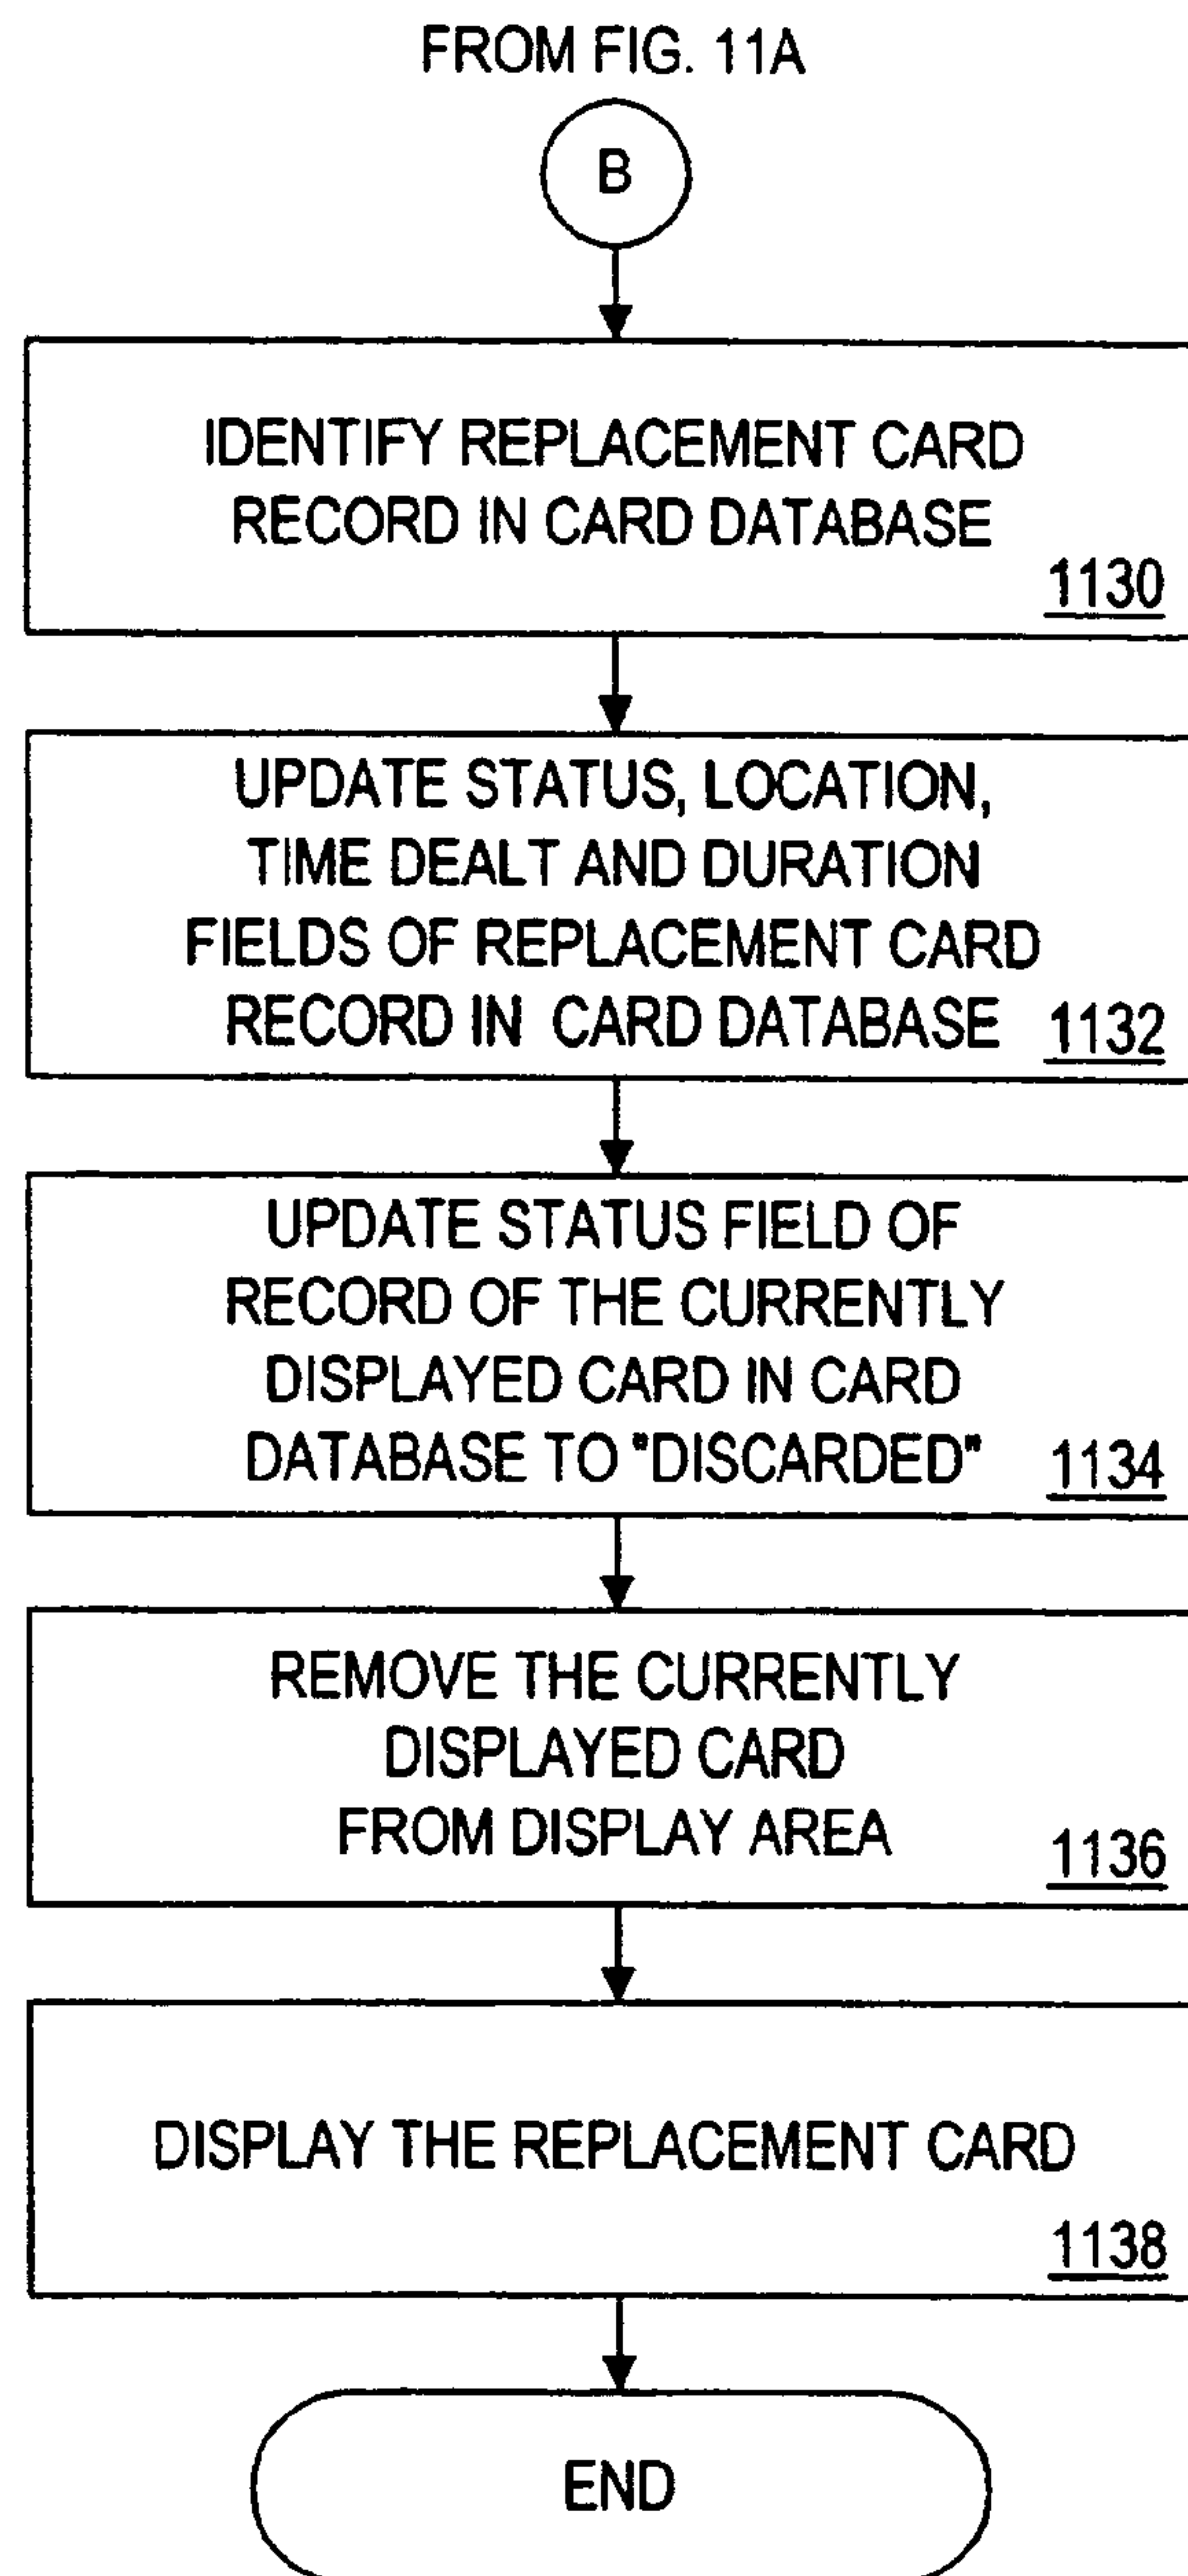 FROM FIG. 11A
B
IDENTIFY REPLACEMENT CARD
RECORD IN CARD DATABASE
1130
UPDATE STATUS, LOCATION,
TIME DEALT AND DURATION
FIELDS OF REPLACEMENT CARD
RECORD IN CARD DATABASE 1132
UPDATE STATUS FIELD OF
RECORD OF THE CURRENTLY
DISPLAYED CARD IN CARD
DATABASE TO "DISCARDED" 1134
REMOVE THE CURRENTLY
DISPLAYED CARD
FROM DISPLAY AREA 1136
DISPLAY THE REPLACEMENT CARD
1138
END